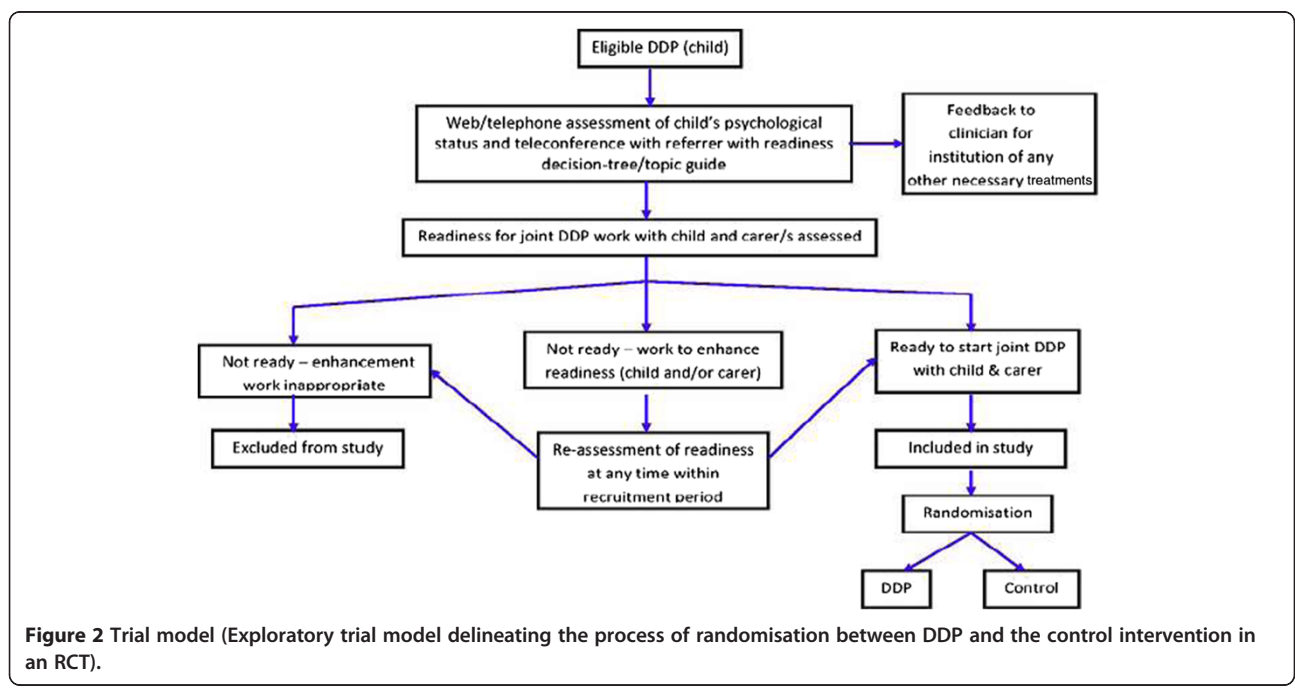 Eligible DDP (child)
Web/telephone assessment of child's psychological
status and teleconference with referrer with readiness
decision-tree/topic guide
Feedback to
clinician for
institution of any
other necessary treatments
Readiness for joint DDP work with child and carer/s assessed
Not ready – enhancement
work inappropriate
Not ready – work to enhance
readiness (child and/or carer)
Ready to start joint DDP
with child & carer
Excluded from study
Re-assessment of readiness
at any time within
recruitment period
Included in study
Randomisation
DDP
Control
Figure 2 Trial model (Exploratory trial model delineating the process of randomisation between DDP and the control intervention in
an RCT).